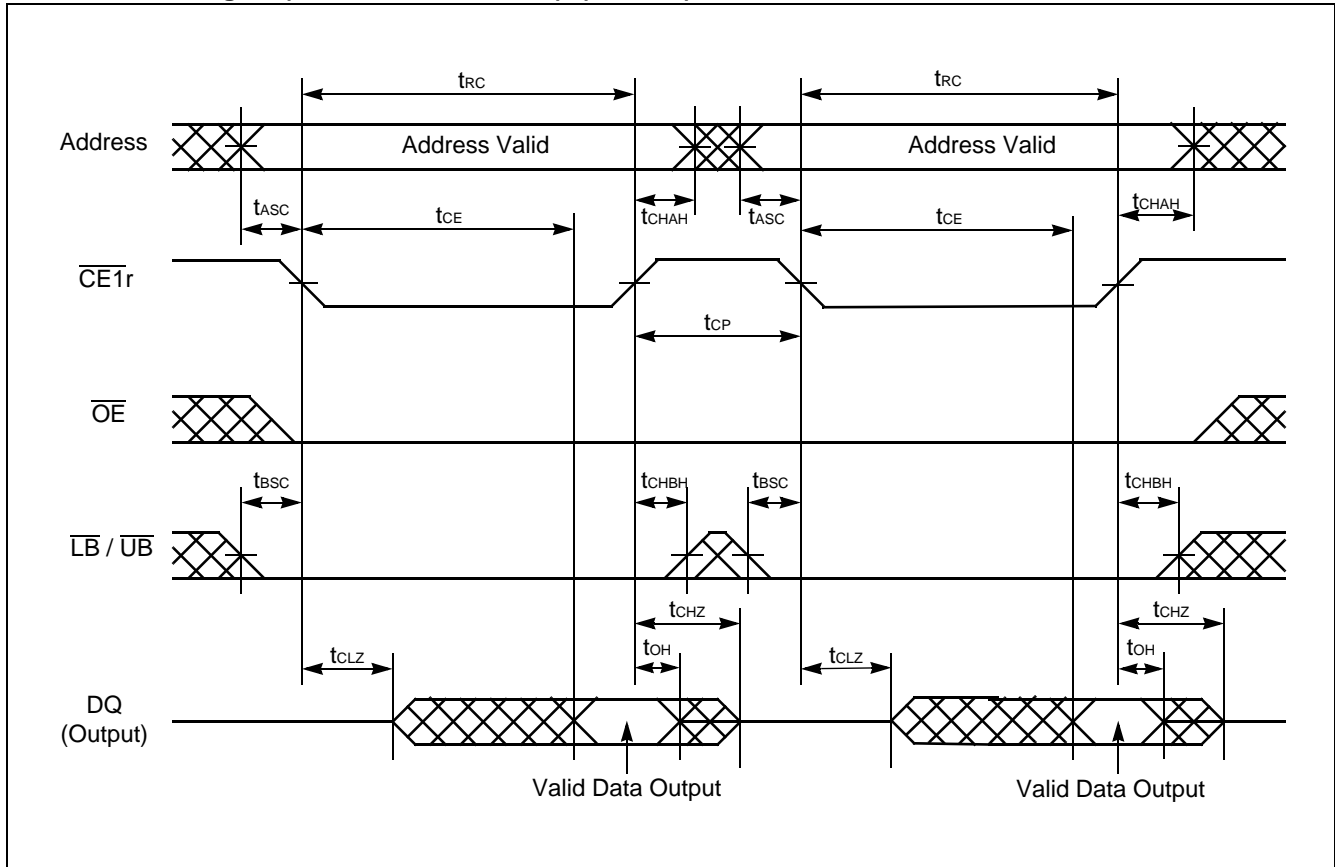 tRC tRC
Address Address Valid Address Valid
tASC tCE tCHAH tASC tCE tCHAH
CE1r
tCP
OE
tBSC tCHBH tBSC tCHBH
LB / UB
tCHZ tCHZ
tCLZ tOH tCLZ tOH
DQ
(Output)
Valid Data Output Valid Data Output